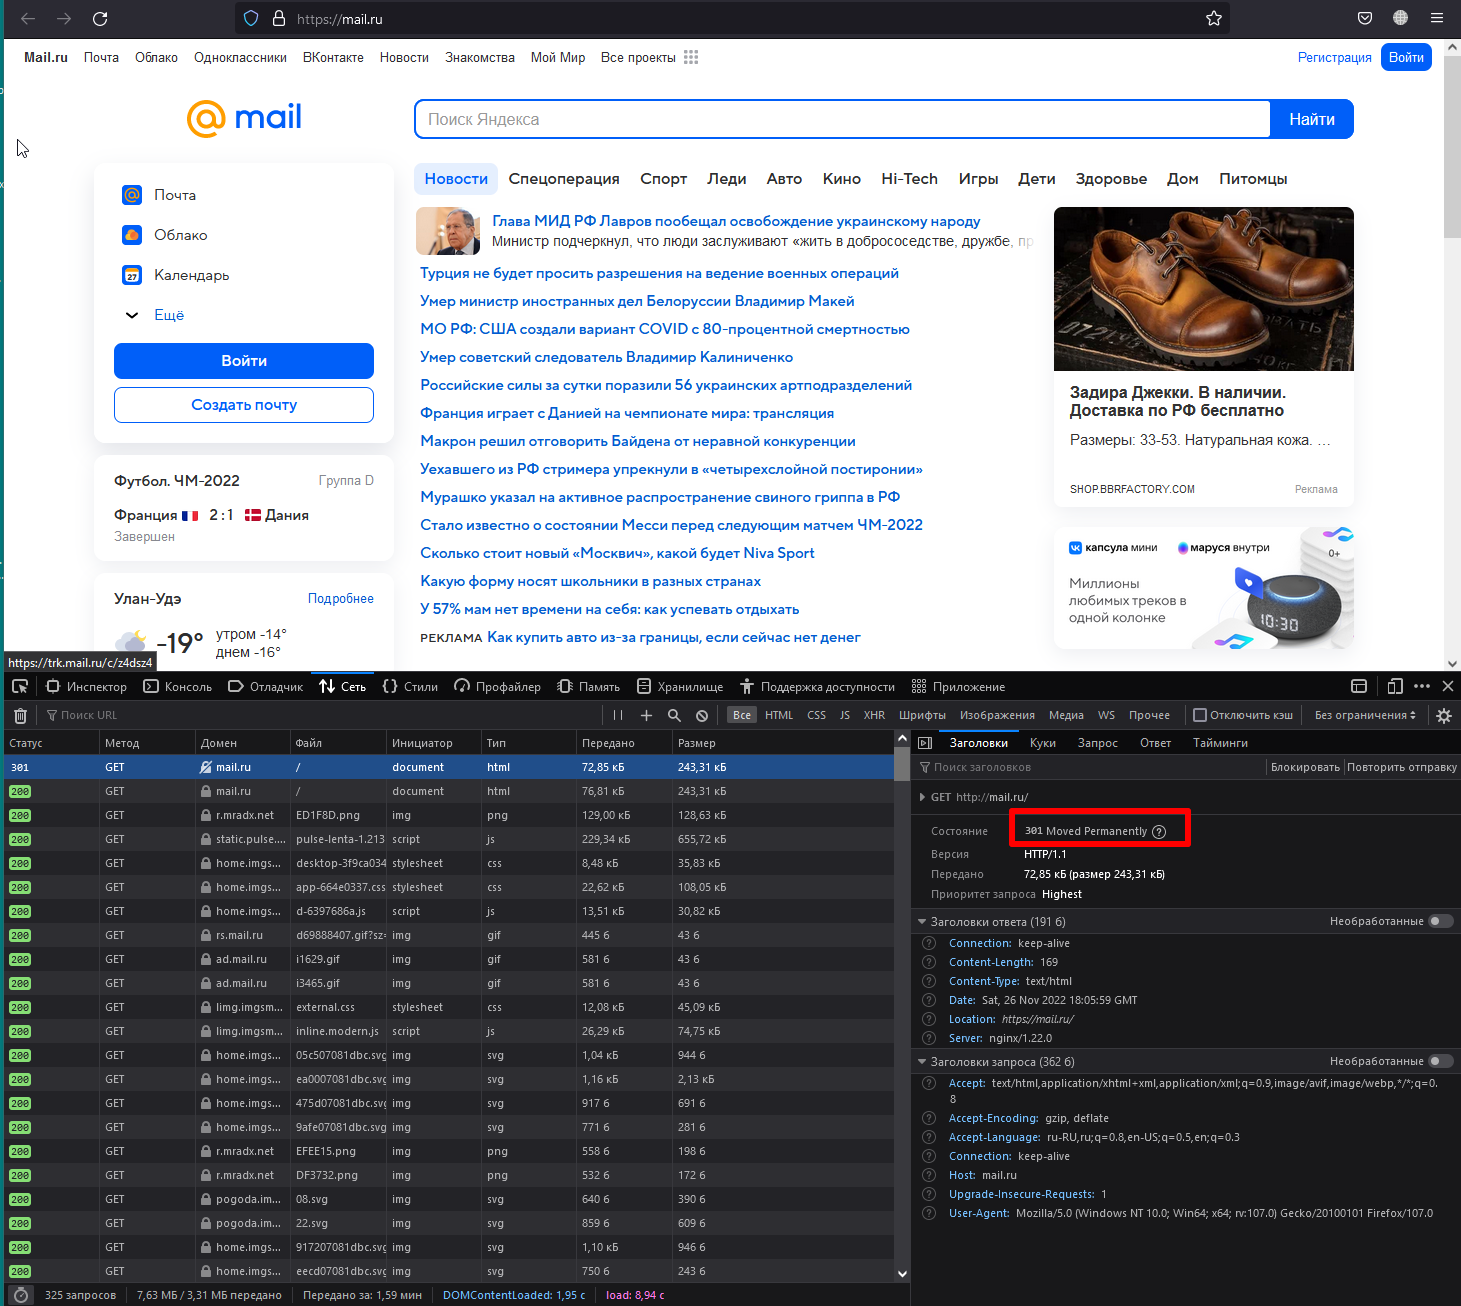 https://mail.ru
Mail.ru Почта Облако Одноклассники ВКонтакте Новости Знакомства Мой Мир Все проекты Регистрация Войти
mail Поиск Яндекса Найти
Почта
Облако
27 Календарь
Ещё
Войти
Создать почту
Футбол. ЧМ-2022 Группа D
Франция 2 : 1 Дания
Завершен
Улан-Удэ Подробнее
-19° утром -14°
днем -16°
https://trk.mail.ru/c/z4dsz4
Новости Спецоперация Спорт Леди Авто Кино Hi-Tech Игры Дети Здоровье Дом Питомцы
Глава МИД РФ Лавров пообещал освобождение украинскому народу
Министр подчеркнул, что люди заслуживают «жить в добрососедстве, дружбе, пр
Турция не будет просить разрешения на ведение военных операций
Умер министр иностранных дел Белоруссии Владимир Макей
МО РФ: США создали вариант COVID с 80-процентной смертностью
Умер советский следователь Владимир Калиниченко
Российские силы за сутки поразили 56 украинских артподразделений
Франция играет с Данией на чемпионате мира: трансляция
Макрон решил отговорить Байдена от неравной конкуренции
Уехавшего из РФ стримера упрекнули в «четырехслойной постиронии»
Мурашко указал на активное распространение свиного гриппа в РФ
Стало известно о состоянии Месси перед следующим матчем ЧМ-2022
Сколько стоит новый «Москвич», какой будет Niva Sport
Какую форму носят школьники в разных странах
У 57% мам нет времени на себя: как успевать отдыхать
РЕКЛАМА Как купить авто из-за границы, если сейчас нет денег
Задира Джекки. В наличии.
Доставка по РФ бесплатно
Размеры: 33-53. Натуральная кожа. ...
SHOP.BBRFACTORY.COM Реклама
капсула мини маруся внутри 0+
Миллионы
любимых треков в
одной колонке
10:30
Инспектор Консоль Отладчик Сеть Стили Профайлер Память Хранилище Поддержка доступности Приложение
Поиск URL Все HTML CSS JS XHR Шрифты Изображения Медиа WS Прочее Отключить кэш Без ограничения
Статус Метод Домен Файл Инициатор Тип Передано Размер
301 GET mail.ru / document html 72,85 кБ 243,31 кБ
200 GET mail.ru / document html 76,81 кБ 243,31 кБ
200 GET r.mradx.net ED1F8D.png img png 129,00 кБ 128,63 кБ
200 GET static.pulse.... pulse-lenta-1.213 script js 229,34 кБ 655,72 кБ
200 GET home.imgs... desktop-3f9ca034 stylesheet css 8,48 кБ 35,83 кБ
200 GET home.imgs... app-664e0337.css stylesheet css 22,62 кБ 108,05 кБ
200 GET home.imgs... d-6397686a.js script js 13,51 кБ 30,82 кБ
200 GET rs.mail.ru d69888407.gif?sz= img gif 445 б 43 б
200 GET ad.mail.ru i1629.gif img gif 581 б 43 б
200 GET ad.mail.ru i3465.gif img gif 581 б 43 б
200 GET limg.imgsm... external.css stylesheet css 12,08 кБ 45,09 кБ
200 GET limg.imgsm... inline.modern.js script js 26,29 кБ 74,75 кБ
200 GET home.imgs... 05c507081dbc.svg img svg 1,04 кБ 944 б
200 GET home.imgs... ea0007081dbc.svg img svg 1,16 кБ 2,13 кБ
200 GET home.imgs... 475d07081dbc.svg img svg 917 б 691 б
200 GET home.imgs... 9afe07081dbc.svg img svg 771 б 281 б
200 GET r.mradx.net EFEE15.png img png 558 б 198 б
200 GET r.mradx.net DF3732.png img png 532 б 172 б
200 GET pogoda.im... 08.svg img svg 640 б 390 б
200 GET pogoda.im... 22.svg img svg 859 б 609 б
200 GET home.imgs... 917207081dbc.svg img svg 1,10 кБ 946 б
200 GET home.imgs... eecd07081dbc.svg img svg 750 б 243 б
325 запросов 7,63 МБ / 3,31 МБ передано Передано за: 1,59 мин DOMContentLoaded: 1,95 с load: 8,94 с
Заголовки Куки Запрос Ответ Тайминги
Поиск заголовков Блокировать Повторить отправку
GET http://mail.ru/
Состояние 301 Moved Permanently ?
Версия HTTP/1.1
Передано 72,85 кБ (размер 243,31 кБ)
Приоритет запроса Highest
Заголовки ответа (191 б) Необработанные
? Connection: keep-alive
? Content-Length: 169
? Content-Type: text/html
? Date: Sat, 26 Nov 2022 18:05:59 GMT
? Location: https://mail.ru/
? Server: nginx/1.22.0
Заголовки запроса (362 б) Необработанные
? Accept: text/html,application/xhtml+xml,application/xml;q=0.9,image/avif,image/webp,*/*;q=0.
8
? Accept-Encoding: gzip, deflate
? Accept-Language: ru-RU,ru;q=0.8,en-US;q=0.5,en;q=0.3
? Connection: keep-alive
? Host: mail.ru
? Upgrade-Insecure-Requests: 1
? User-Agent: Mozilla/5.0 (Windows NT 10.0; Win64; x64; rv:107.0) Gecko/20100101 Firefox/107.0